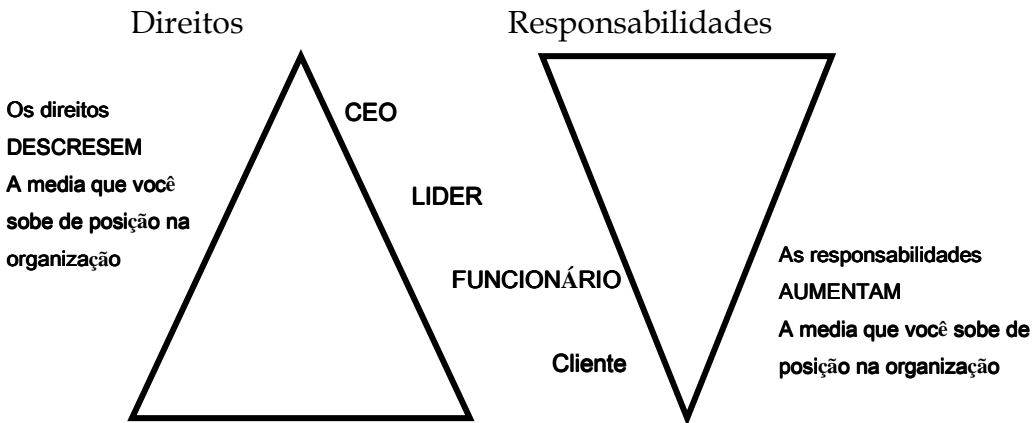 Direitos
Responsabilidades
Os direitos
DESCRESEM
A media que você
sobe de posição na
organização
CEO
LIDER
FUNCIONÁRIO
Cliente
As responsabilidades
AUMENTAM
A media que você sobe de
posição na organização